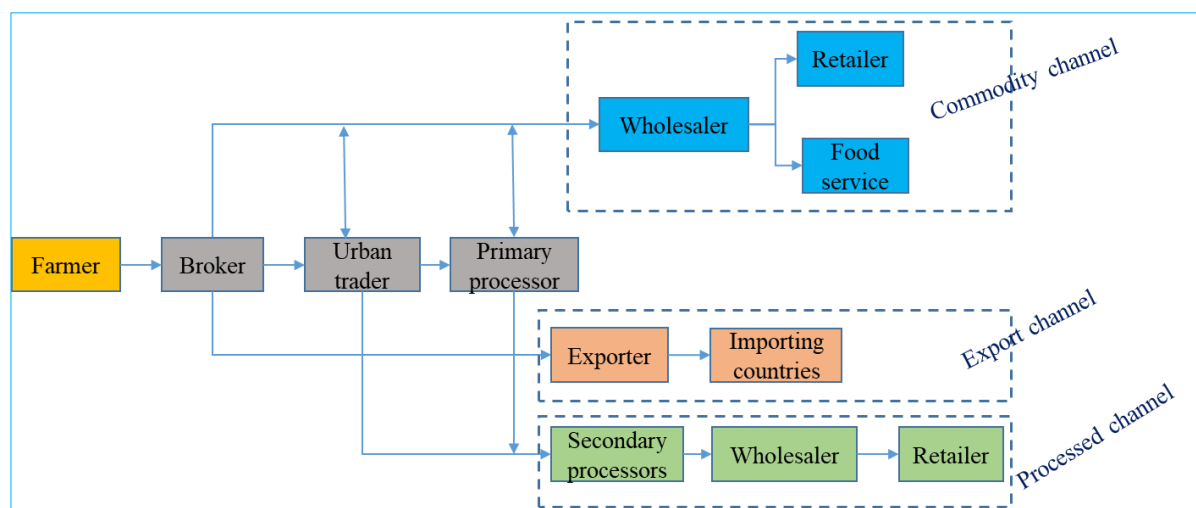 Retailer
Commodity channel
Wholesaler
Food
service
Farmer
Broker
Urban
trader
Primary
processor
Exporter
Importing
countries
Export channel
Secondary
processors
Wholesaler
Retailer
Processed channel